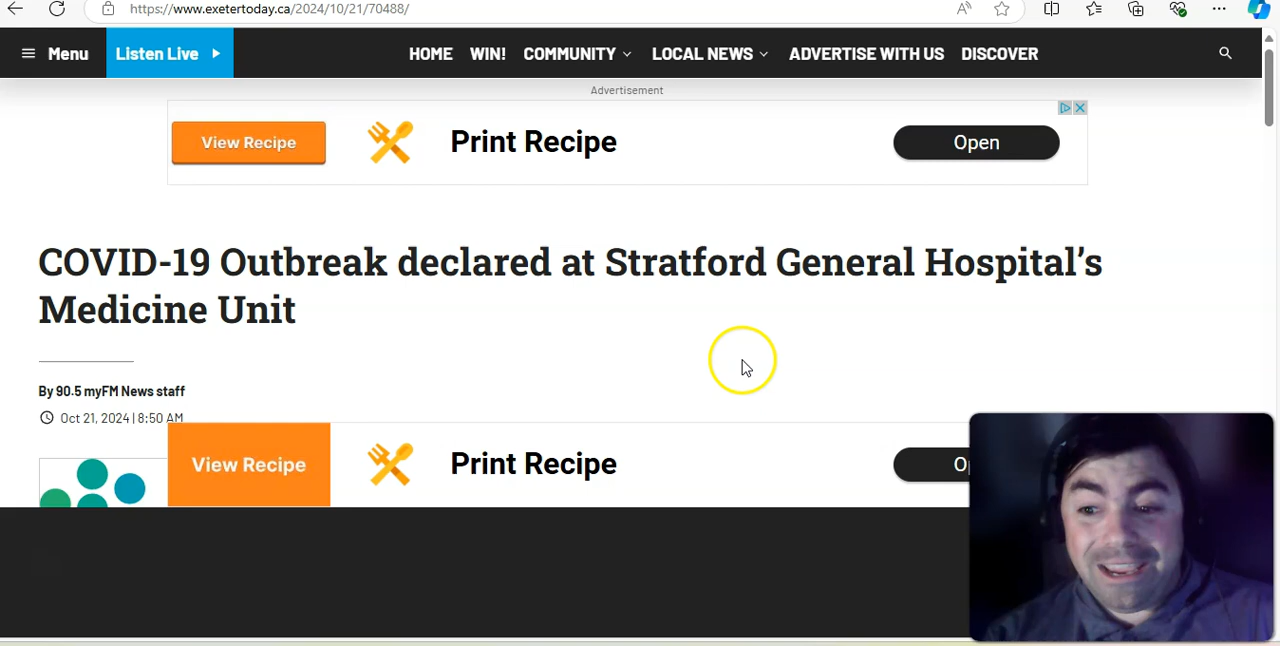 https://www.exetertoday.ca/2024/10/21/70488/
Menu
Listen Live
HOME WIN! COMMUNITY LOCAL NEWS ADVERTISE WITH US DISCOVER
Advertisement
View Recipe Print Recipe Open
COVID-19 Outbreak declared at Stratford General Hospital’s
Medicine Unit
By 90.5 myFM News staff
Oct 21, 2024 | 8:50 AM
View Recipe Print Recipe